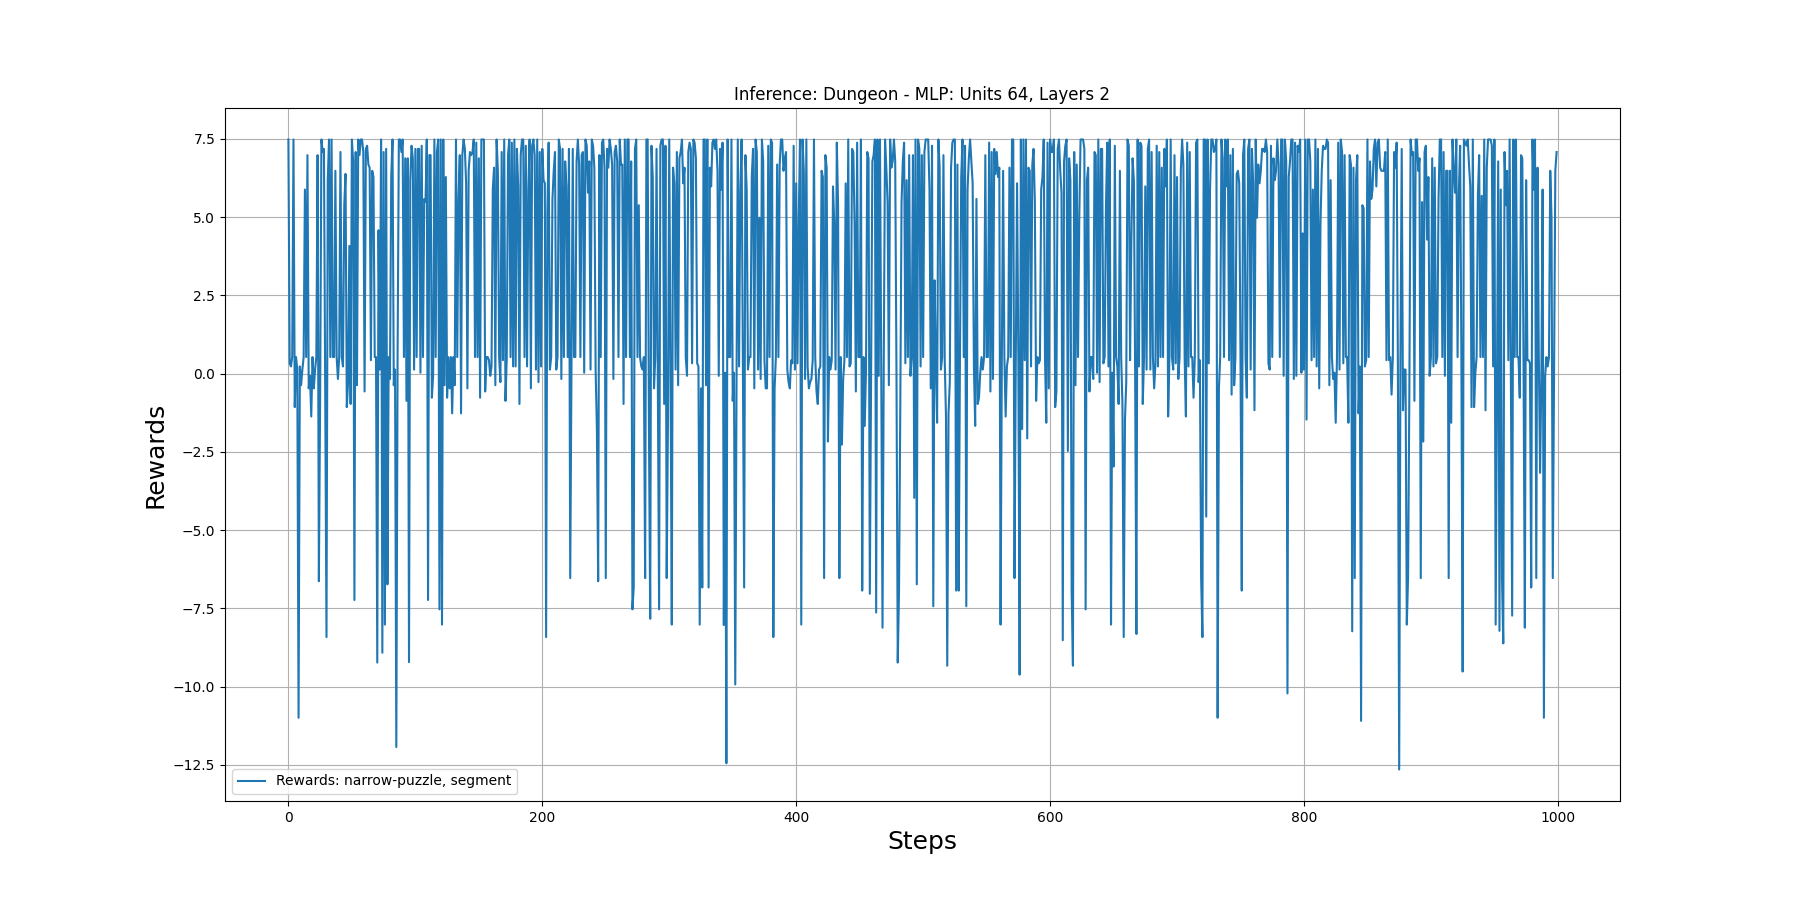 Inference: Dungeon - MLP: Units 64, Layers 2
7.5
5.0
2.5
0.0
−2.5
−5.0
−7.5
−10.0
−12.5
Rewards
Rewards: narrow-puzzle, segment
0 200 400 600 800 1000
Steps